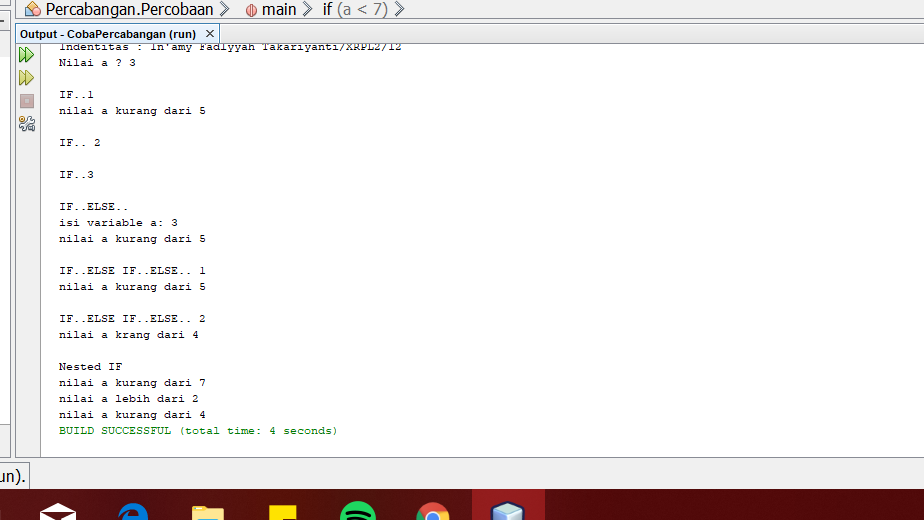 Percabangan.Percobaan main if (a < 7)
Output - CobaPercabangan (run) ×
Indentitas : In'amy Fadlyyah Takariyanti/XRPL2/12
Nilai a ? 3
IF..1
nilai a kurang dari 5
IF.. 2
IF..3
IF..ELSE..
isi variable a: 3
nilai a kurang dari 5
IF..ELSE IF..ELSE.. 1
nilai a kurang dari 5
IF..ELSE IF..ELSE.. 2
nilai a krang dari 4
Nested IF
nilai a kurang dari 7
nilai a lebih dari 2
nilai a kurang dari 4
BUILD SUCCESSFUL (total time: 4 seconds)
un).